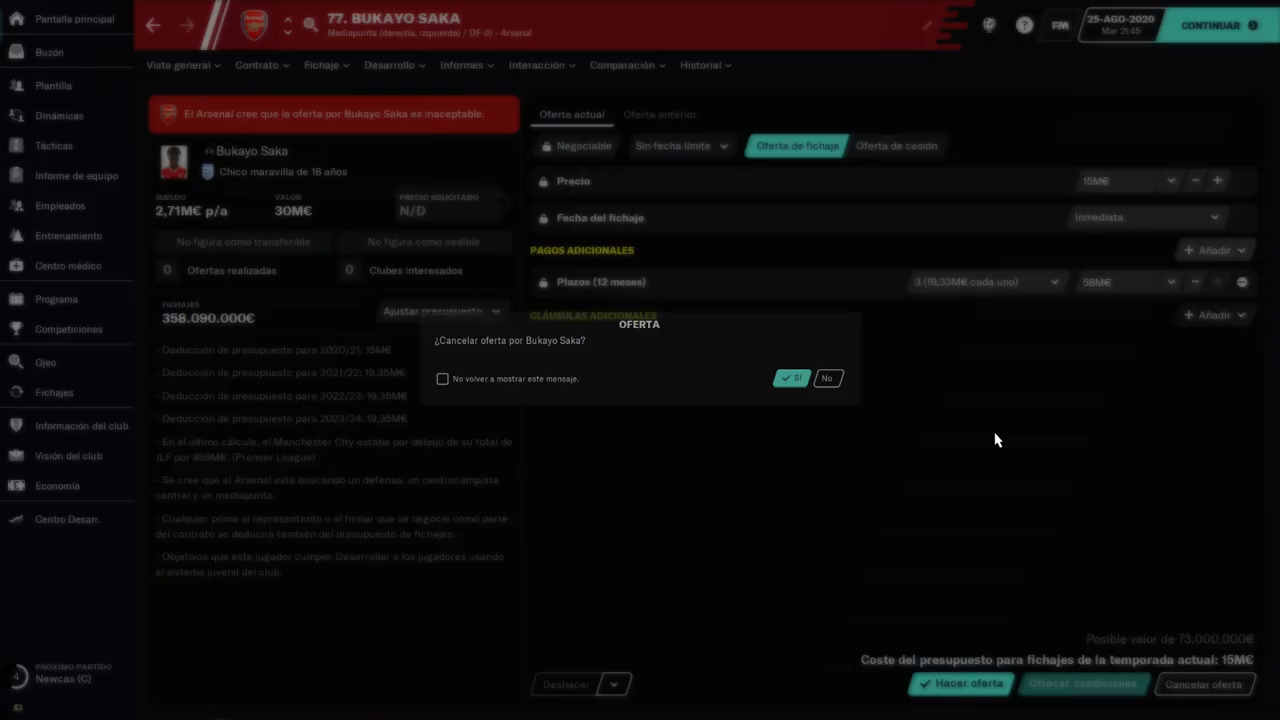 Pantalla principal
Buzón
Plantilla
Dinámicas
Tácticas
Informe de equipo
Empleados
Entrenamiento
Centro médico
Programa
Competiciones
Ojeo
Fichajes
Información del club
Visión del club
Economía
Centro Desarr.
PRÓXIMO PARTIDO
4
Newcas (C)
77. BUKAYO SAKA
Mediapunta (derecha, izquierda) / DF (I) - Arsenal
FM
25-AGO-2020
Mar 21:45
CONTINUAR
Vista general
Contrato
Fichaje
Desarrollo
Informes
Interacción
Comparación
Historial
El Arsenal cree que la oferta por Bukayo Saka es inaceptable.
Bukayo Saka
Chico maravilla de 18 años
SUELDO
2,71M€ p/a
VALOR
30M€
PRECIO SOLICITADO
N/D
No figura como transferible
No figura como cedible
0 Ofertas realizadas
0 Clubes interesados
FICHAJES
358.090.000€
Ajustar presupuesto
- Deducción de presupuesto para 2020/21: 15M€
- Deducción de presupuesto para 2021/22: 19,35M€
- Deducción de presupuesto para 2022/23: 19,35M€
- Deducción de presupuesto para 2023/24: 19,35M€
- En el último cálculo, el Manchester City estaba por debajo de su total de
JLF por 859M€. (Premier League)
- Se cree que el Arsenal está buscando un defensa, un centrocampista
central y un mediapunta.
- Cualquier prima al representante o al firmar que se negocie como parte
del contrato se deducirá también del presupuesto de fichajes.
- Objetivos que este jugador cumple: Desarrollar a los jugadores usando
el sistema juvenil del club.
Oferta actual
Oferta anterior
Negociable
Sin fecha límite
Oferta de fichaje
Oferta de cesión
Precio
15M€
Fecha del fichaje
Inmediata
PAGOS ADICIONALES
Añadir
Plazos (12 meses)
3 (19,33M€ cada uno)
58M€
CLÁUSULAS ADICIONALES
Añadir
OFERTA
¿Cancelar oferta por Bukayo Saka?
No volver a mostrar este mensaje.
Sí
No
Posible valor de 73.000.000€
Coste del presupuesto para fichajes de la temporada actual: 15M€
Deshacer
Hacer oferta
Ofrecer condiciones
Cancelar oferta